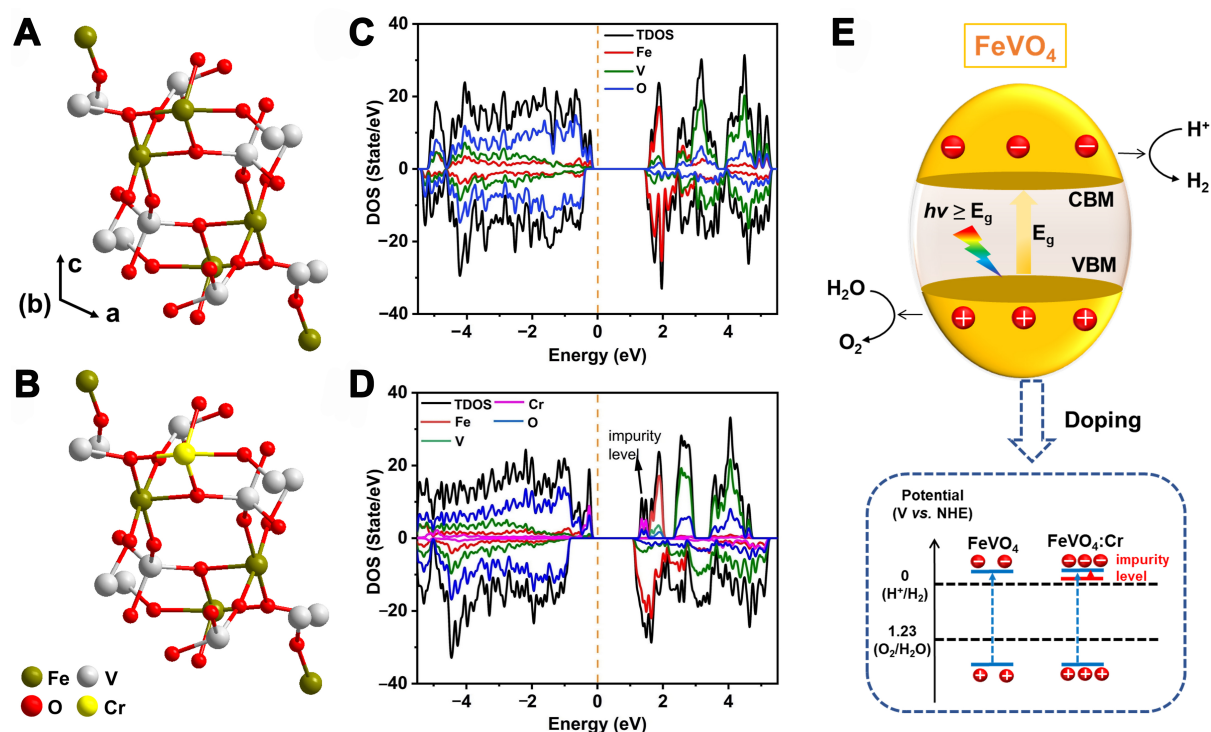 A
c
(b)
a
B
Fe
V
O
Cr
C
40
20
0
−20
−40
DOS (State/eV)
TDOS
Fe
V
O
−4
−2
0
2
4
Energy (eV)
D
40
20
0
−20
−40
DOS (State/eV)
TDOS
Cr
Fe
O
V
impurity
level
−4
−2
0
2
4
Energy (eV)
E
FeVO₄
H⁺
H₂
CBM
hv ≥ Eg
Eg
VBM
H₂O
O₂
Doping
Potential
(V vs. NHE)
FeVO₄
FeVO₄:Cr
impurity
level
0
(H⁺/H₂)
1.23
(O₂/H₂O)